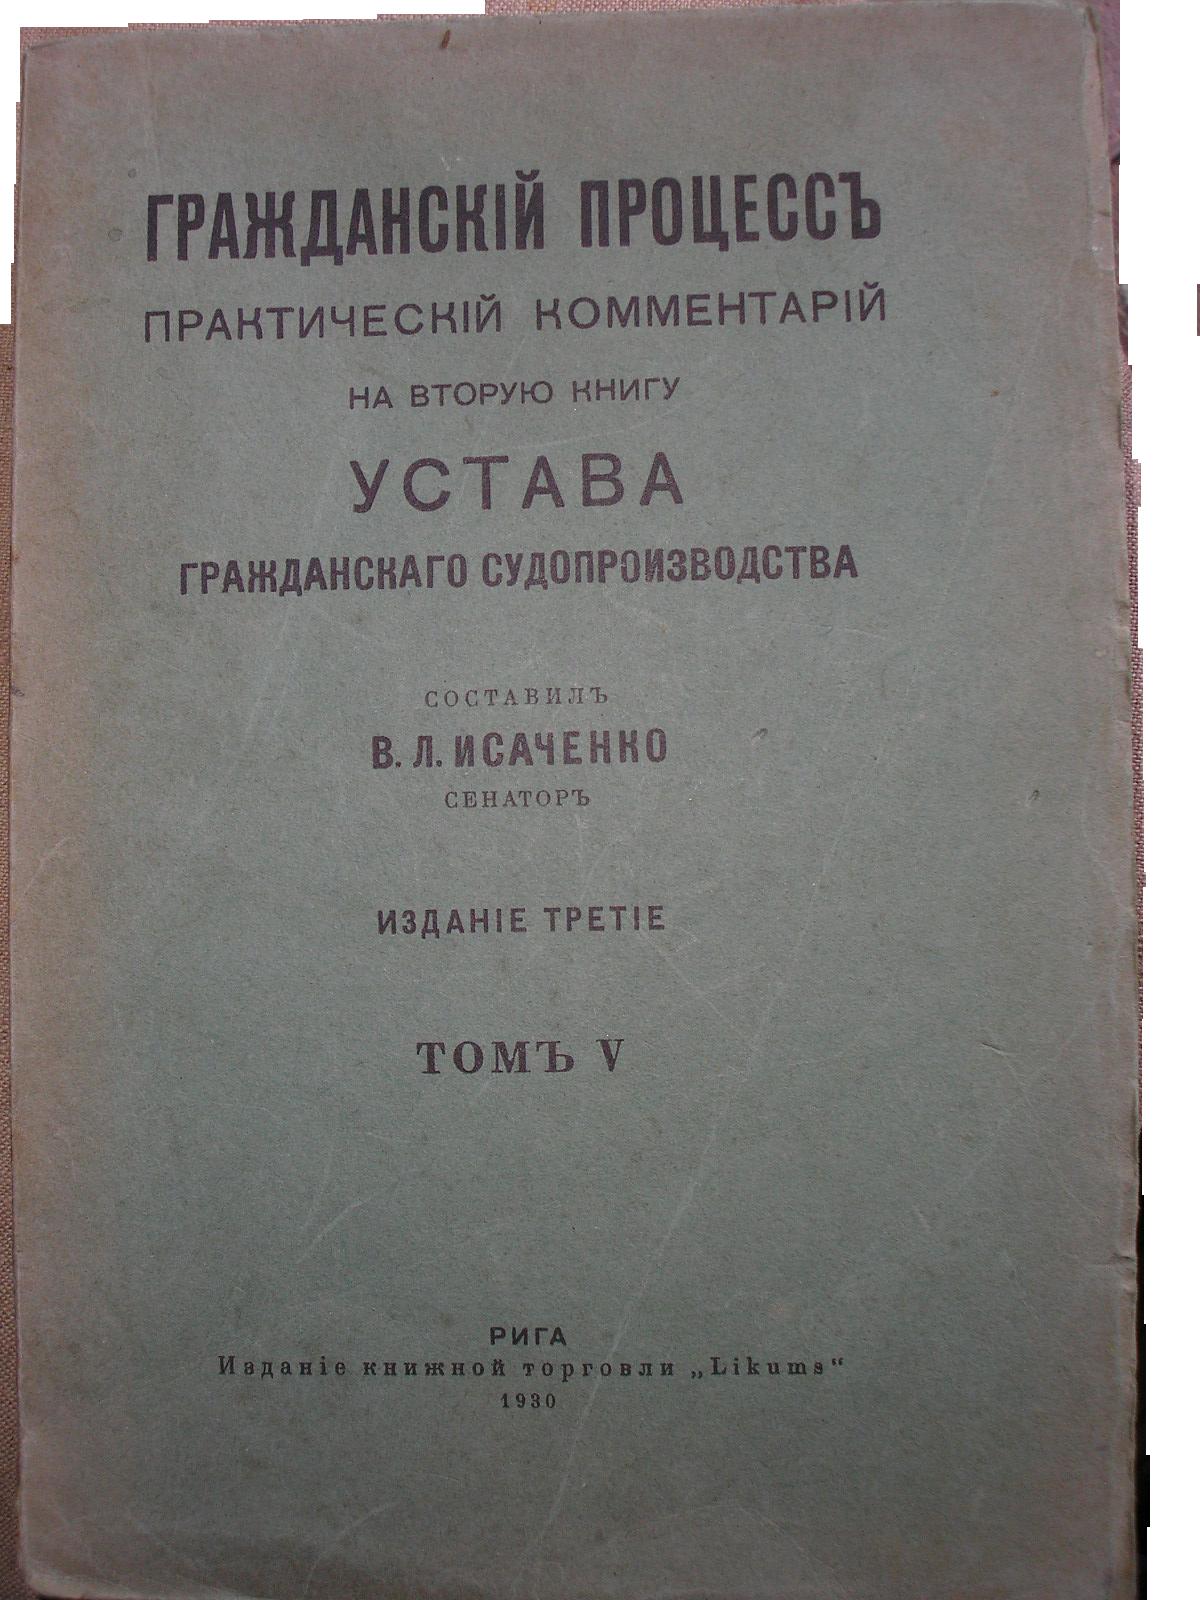 ГРАЖДАНСКІЙ ПРОЦЕССЪ
ПРАКТИЧЕСКІЙ КОММЕНТАРІЙ
НА ВТОРУЮ КНИГУ
УСТАВА
ГРАЖДАНСКАГО СУДОПРОИЗВОДСТВА
СОСТАВИЛЪ
В. Л. ИСАЧЕНКО
СЕНАТОРЪ
ИЗДАНІЕ ТРЕТІЕ
ТОМЪ V
РИГА
Изданіе книжной торговли „Likums“
1930